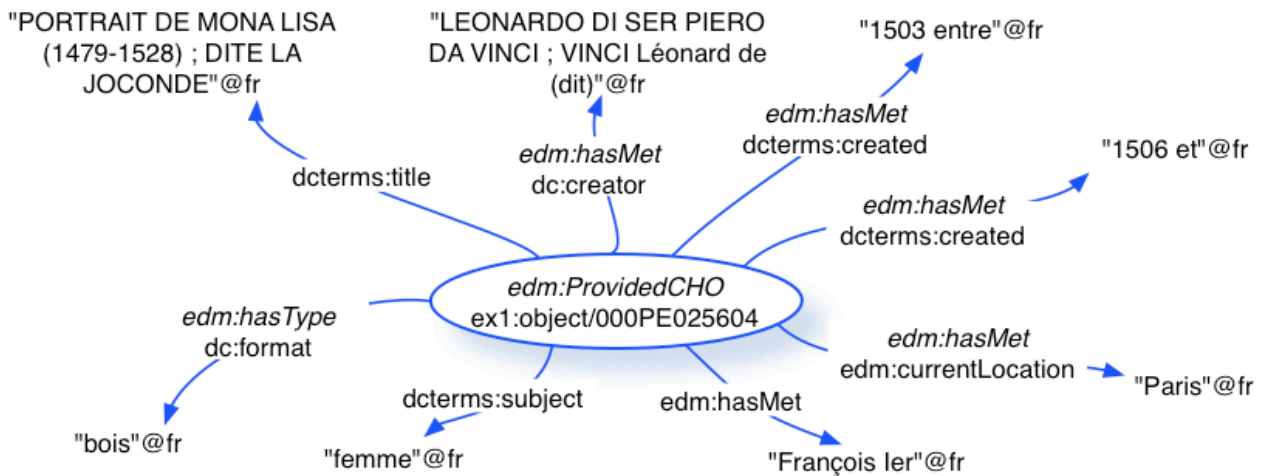 "PORTRAIT DE MONA LISA
(1479-1528) ; DITE LA
JOCONDE"@fr
"LEONARDO DI SER PIERO
DA VINCI ; VINCI Léonard de
(dit)"@fr
"1503 entre"@fr
edm:hasMet
dcterms:created
"1506 et"@fr
edm:hasMet
dc:creator
dcterms:title
edm:hasMet
dcterms:created
edm:ProvidedCHO
ex1:object/000PE025604
edm:hasType
dc:format
edm:hasMet
edm:currentLocation
"Paris"@fr
dcterms:subject
edm:hasMet
"bois"@fr
"femme"@fr
"François Ier"@fr